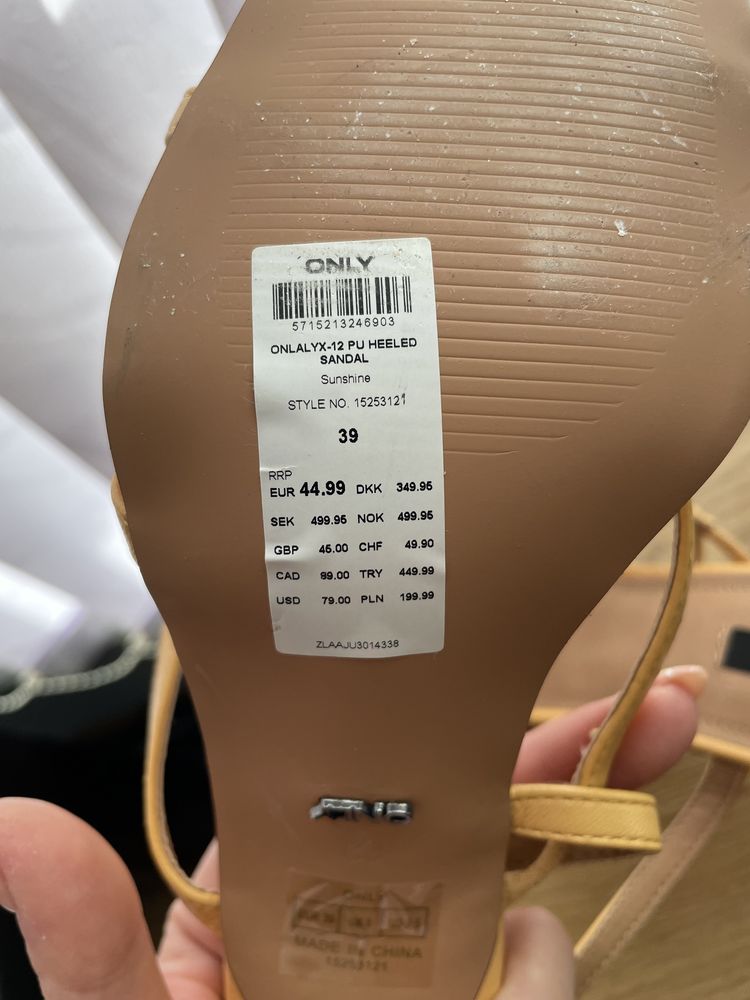 ONLY
5715213246903
ONLALYX-12 PU HEELED
SANDAL
Sunshine
STYLE NO. 15253121
39
RRP
EUR 44.99 DKK 349.95
SEK 499.95 NOK 499.95
GBP 45.00 CHF 49.90
CAD 89.00 TRY 449.99
USD 79.00 PLN 199.99
ZLAAJU3014338
ONLY
MADE IN CHINA
15253121